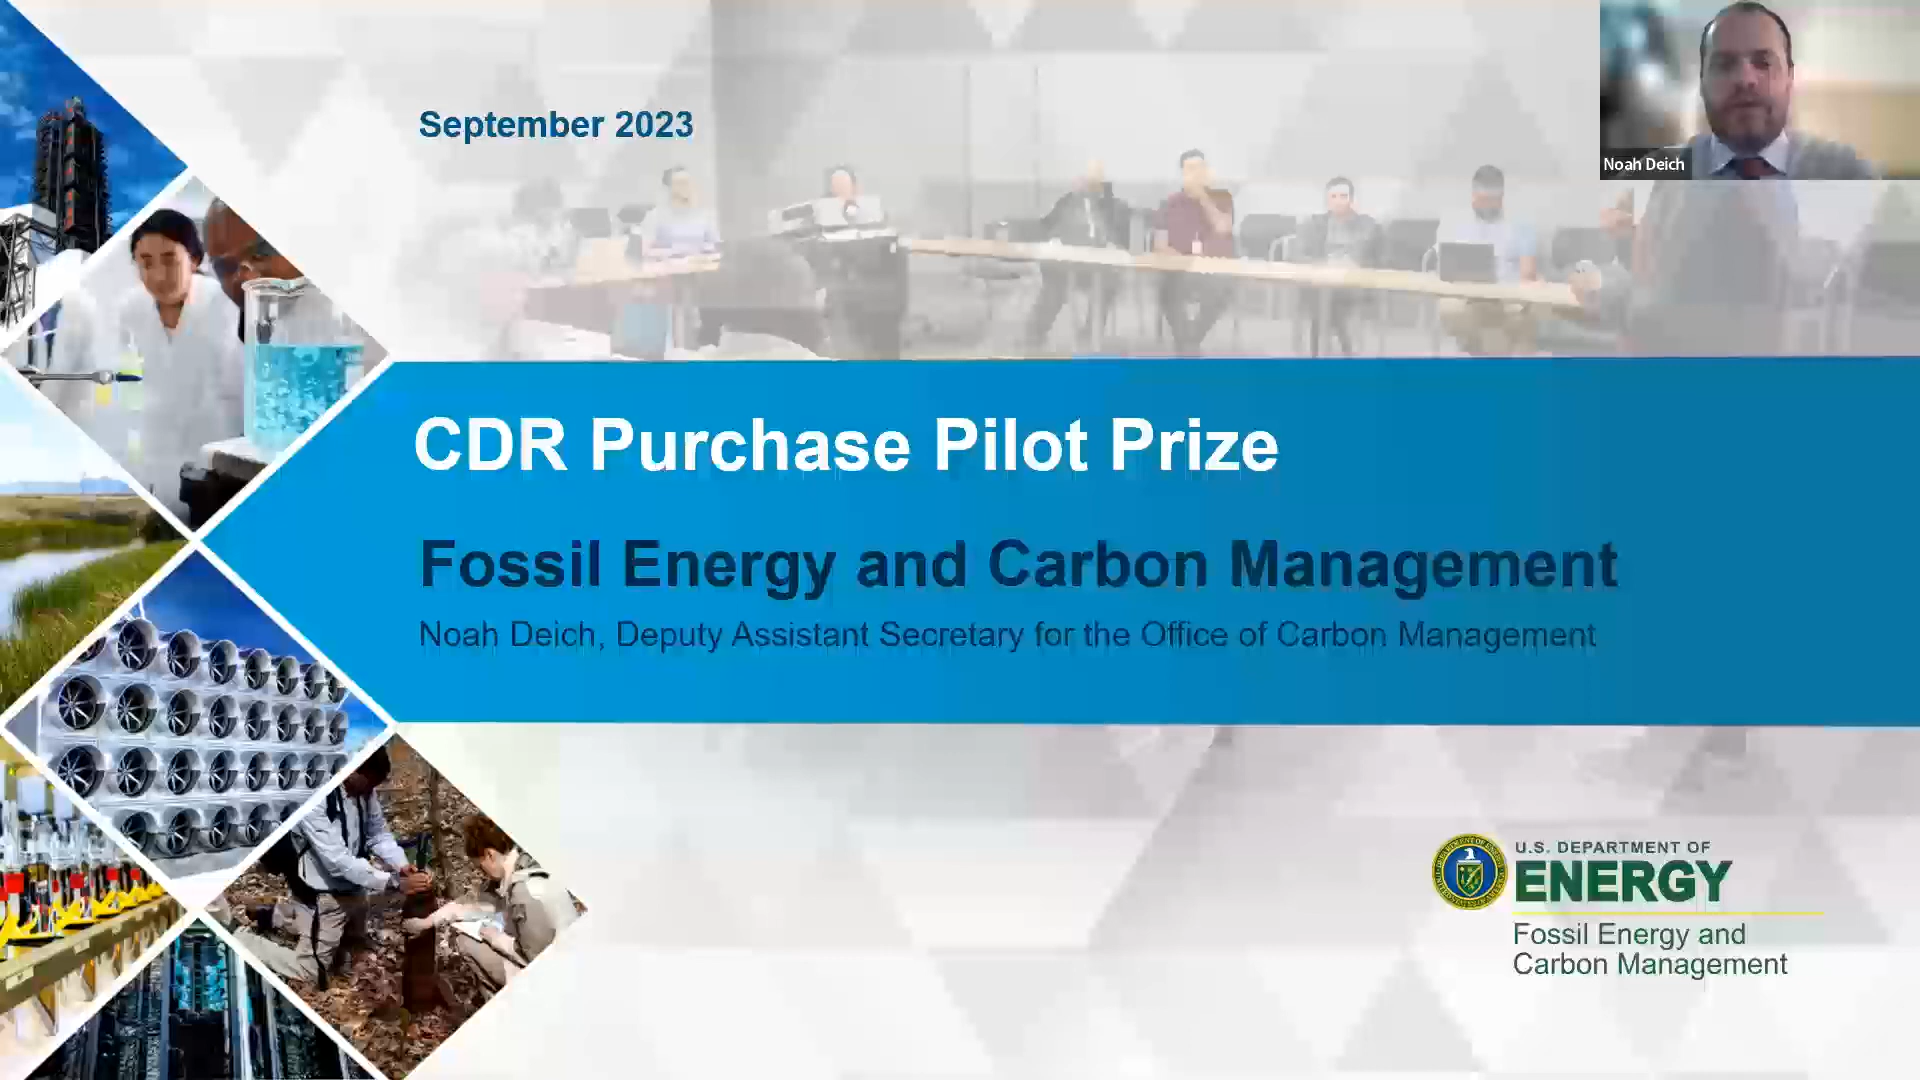 September 2023
Noah Deich
CDR Purchase Pilot Prize
Fossil Energy and Carbon Management
Noah Deich, Deputy Assistant Secretary for the Office of Carbon Management
U.S. DEPARTMENT OF
ENERGY
Fossil Energy and
Carbon Management